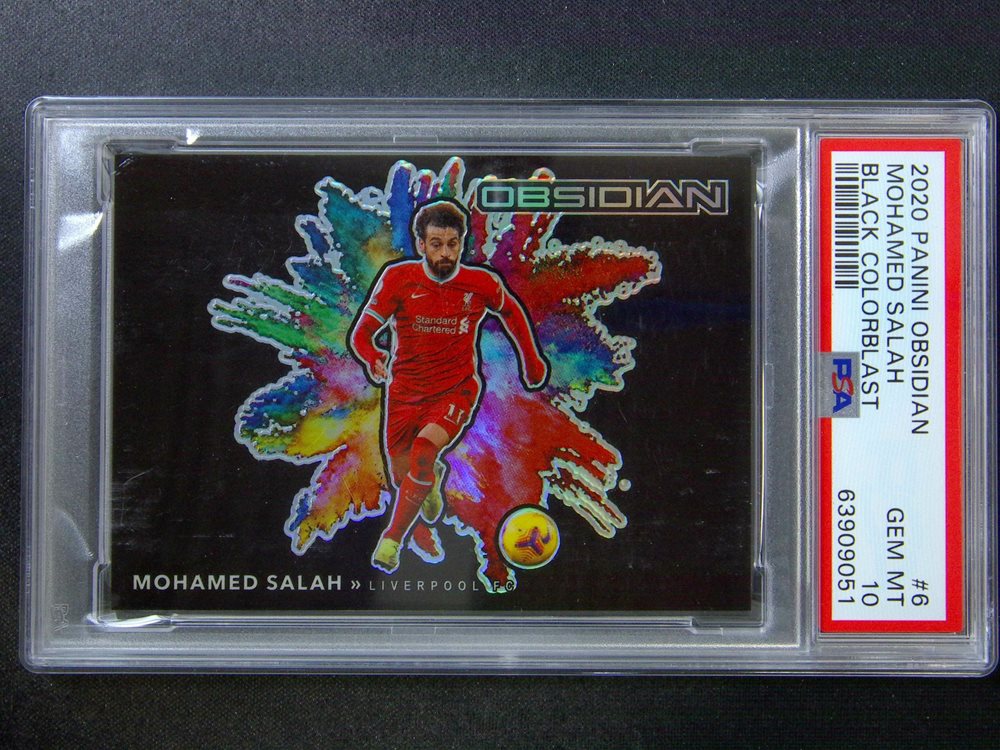 OBSIDIAN
Standard
Chartered
11
MOHAMED SALAH » LIVERPOOL FC
2020 PANINI OBSIDIAN #6
MOHAMED SALAH GEM MT
BLACK COLORBLAST 10
PSA 63909051